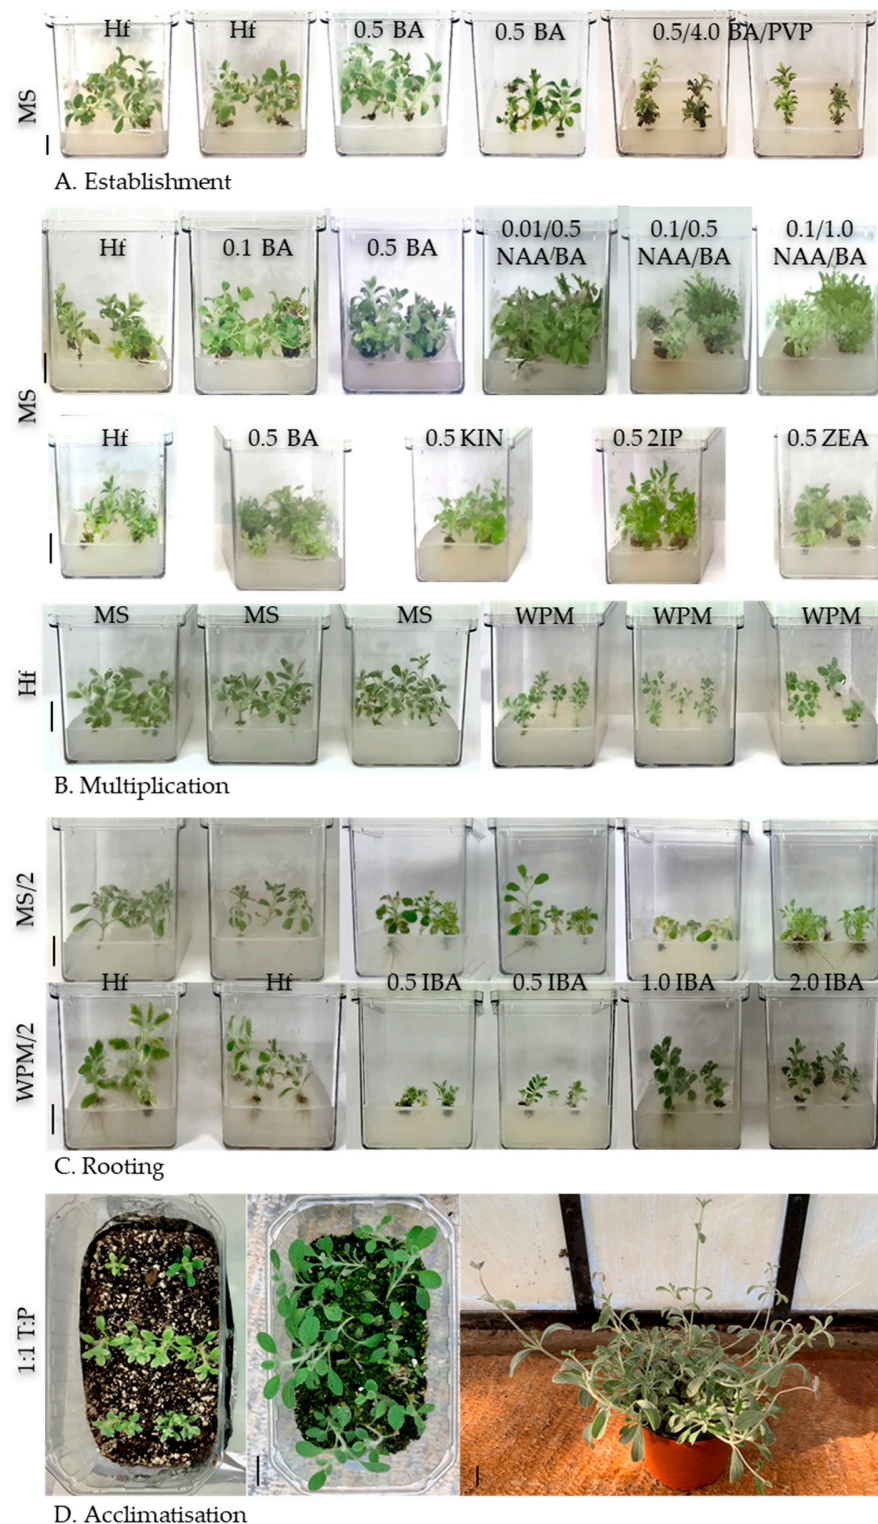 Hf Hf 0.5 BA 0.5 BA 0.5/4.0 BA/PVP
MS
A. Establishment
Hf 0.1 BA 0.5 BA 0.01/0.5 NAA/BA 0.1/0.5 NAA/BA 0.1/1.0 NAA/BA
MS
Hf 0.5 BA 0.5 KIN 0.5 2IP 0.5 ZEA
MS MS MS WPM WPM WPM
Hf
B. Multiplication
MS/2
Hf Hf 0.5 IBA 0.5 IBA 1.0 IBA 2.0 IBA
WPM/2
C. Rooting
1:1 T:P
D. Acclimatisation